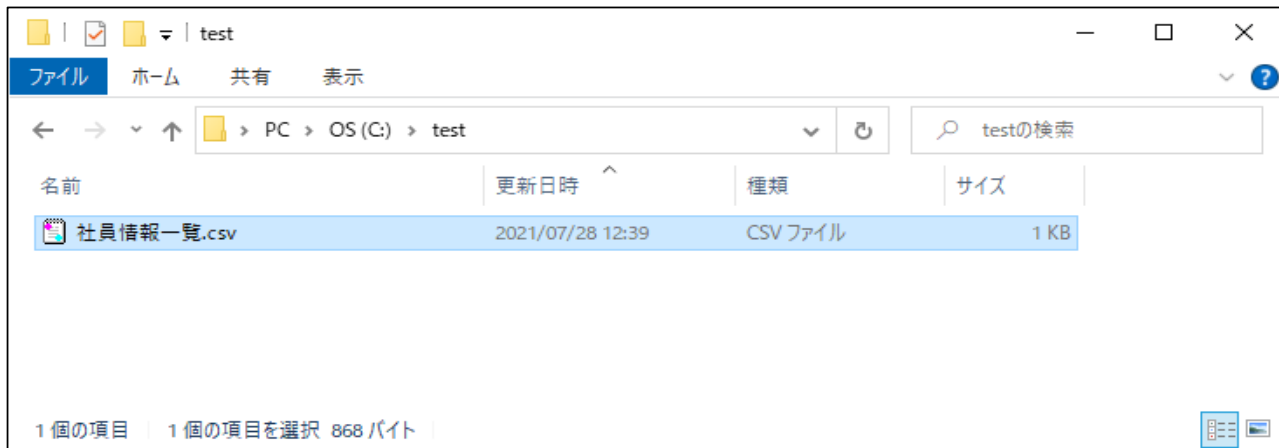 test
ファイル ホーム 共有 表示
PC › OS (C:) › test testの検索
名前 更新日時 種類 サイズ
社員情報一覧.csv 2021/07/28 12:39 CSV ファイル 1 KB
1 個の項目 1 個の項目を選択 868 バイト